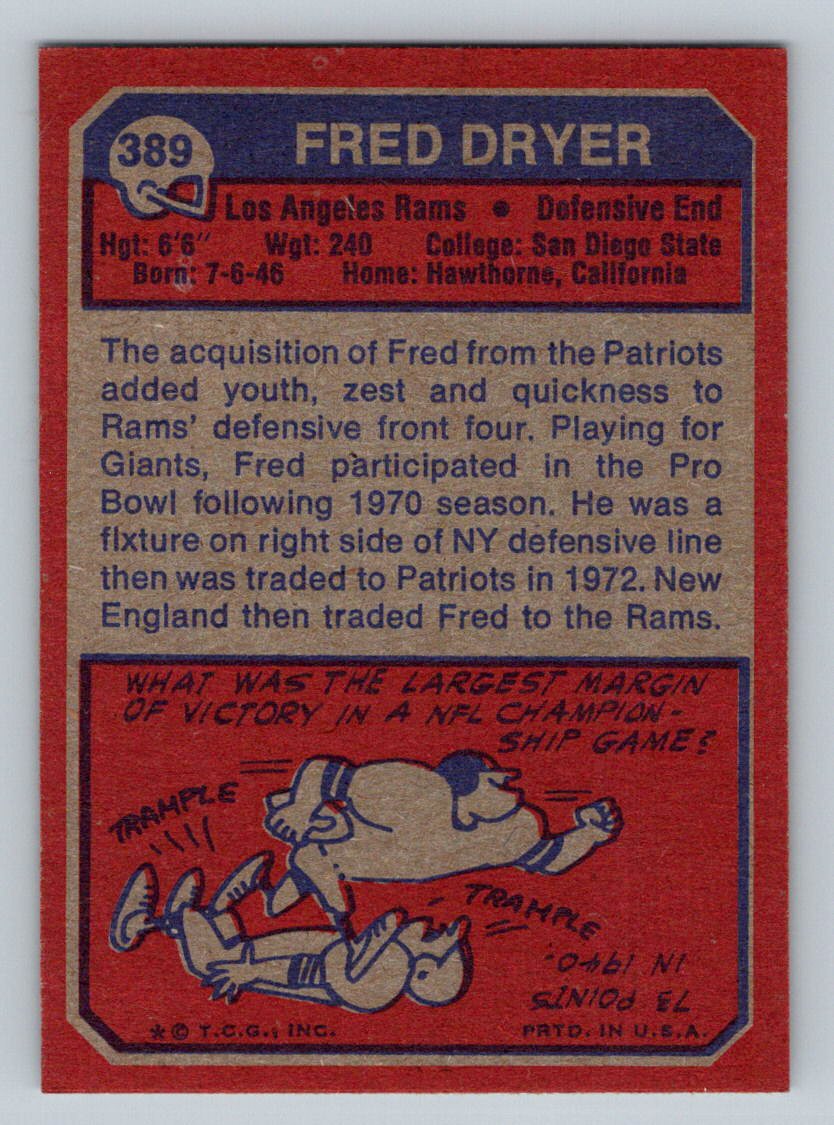 389
FRED DRYER
Los Angeles Rams • Defensive End
Hgt: 6'6" Wgt: 240 College: San Diego State
Born: 7-6-46 Home: Hawthorne, California
The acquisition of Fred from the Patriots
added youth, zest and quickness to
Rams' defensive front four. Playing for
Giants, Fred participated in the Pro
Bowl following 1970 season. He was a
fixture on right side of NY defensive line
then was traded to Patriots in 1972. New
England then traded Fred to the Rams.
WHAT WAS THE LARGEST MARGIN
OF VICTORY IN A NFL CHAMPION-
SHIP GAME?
TRAMPLE
TRAMPLE
73 POINTS
IN 1940.
* © T.C.G., INC. PRTD. IN U.S.A.